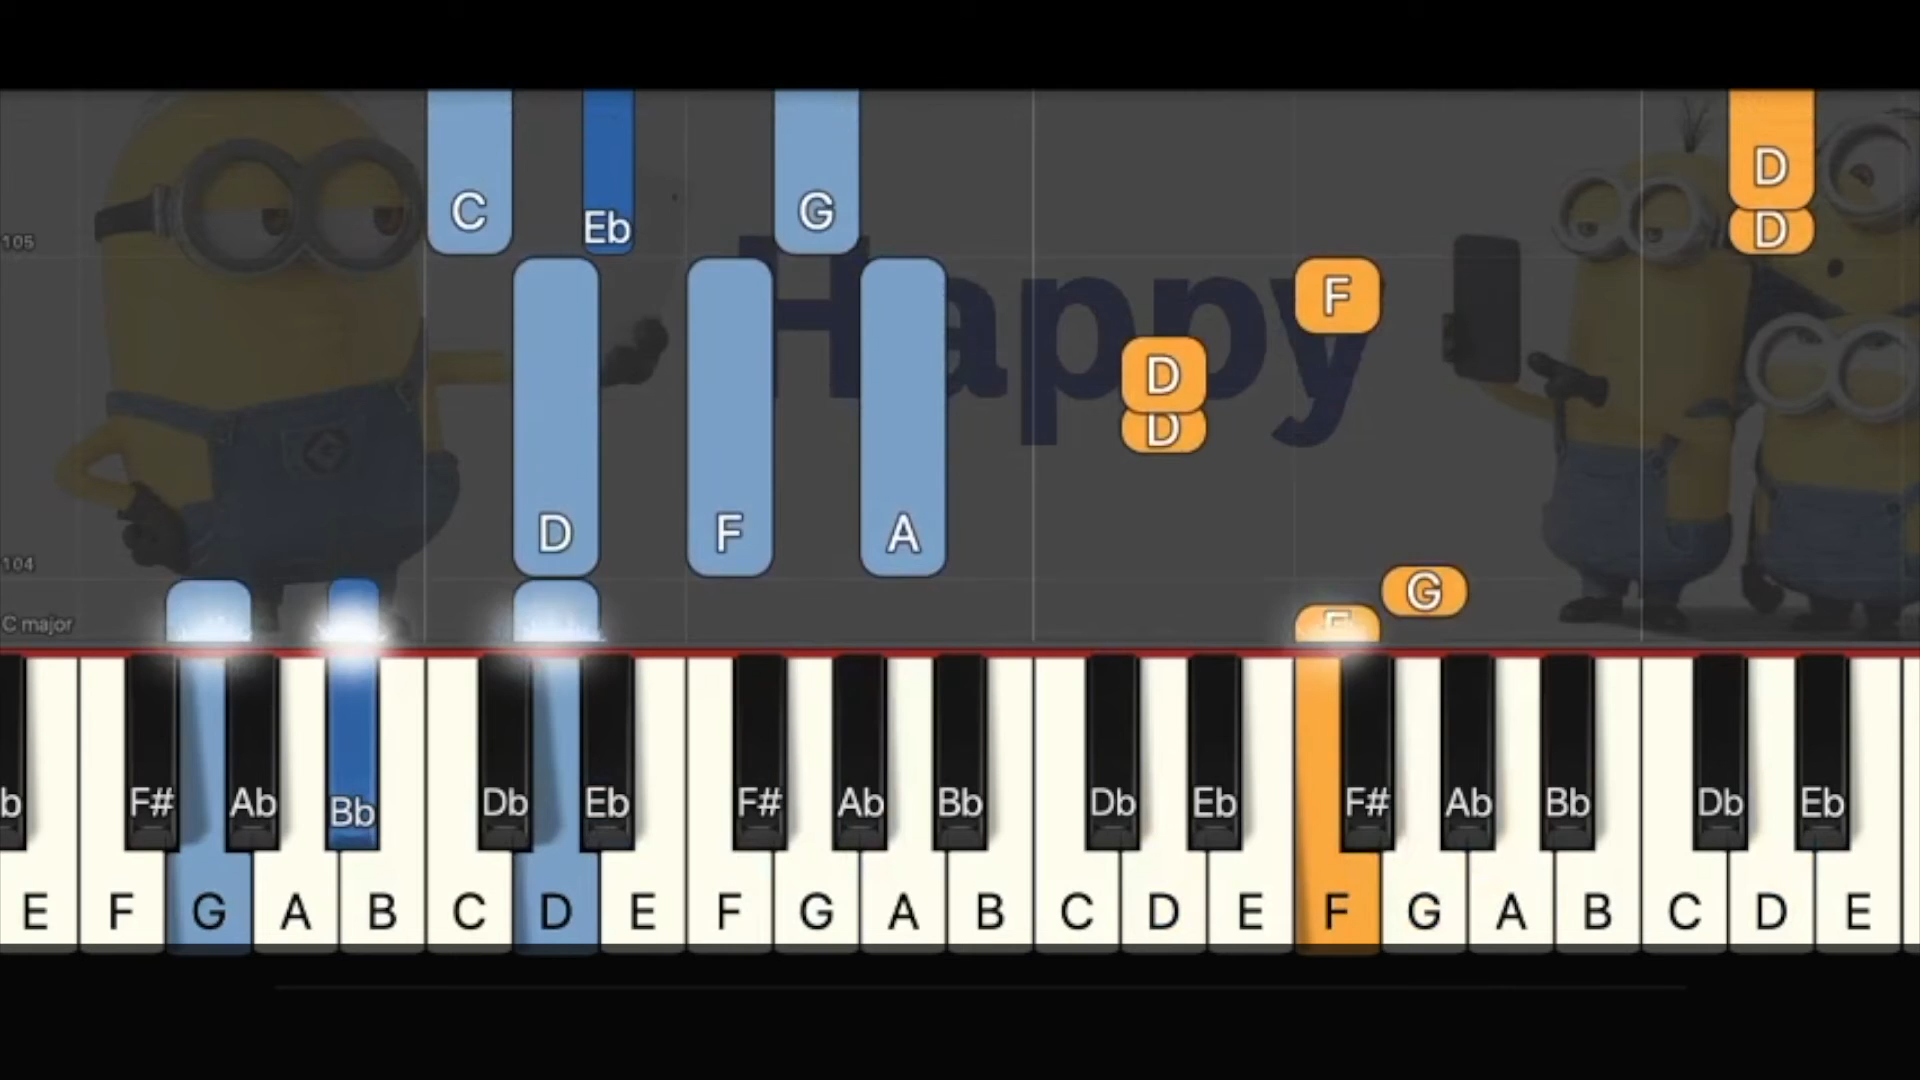 D
C Eb G D
105
F
Happy
D
D
D F A
104
G
C major
F
b F# Ab Bb Db Eb F# Ab Bb Db Eb F# Ab Bb Db Eb
E F G A B C D E F G A B C D E F G A B C D E